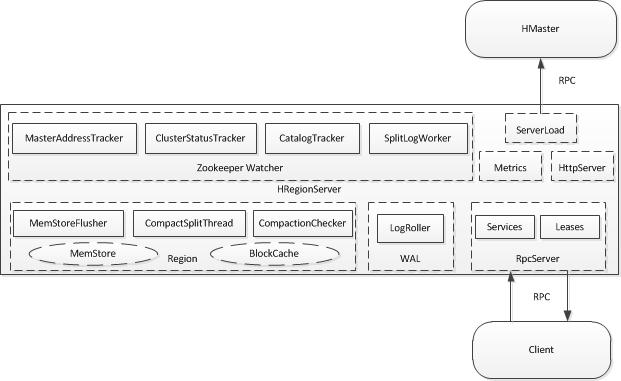 HMaster
RPC
ServerLoad
MasterAddressTracker
ClusterStatusTracker
CatalogTracker
SplitLogWorker
Zookeeper Watcher
Metrics
HttpServer
HRegionServer
MemStoreFlusher
CompactSplitThread
CompactionChecker
MemStore
Region
BlockCache
LogRoller
WAL
Services
Leases
RpcServer
RPC
Client